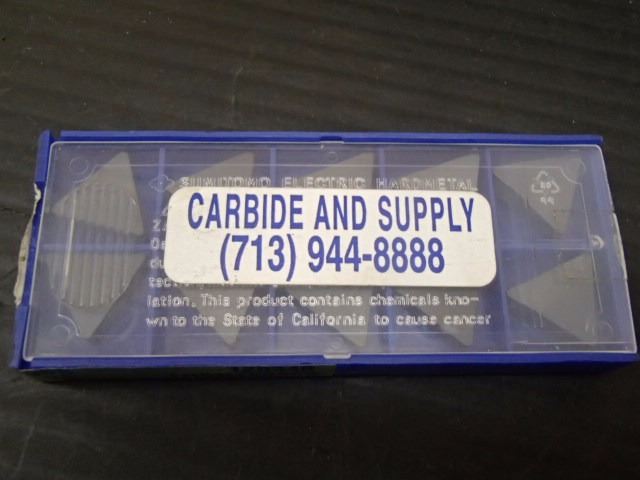 SUMITOMO ELECTRIC HARDMETAL
CARBIDE AND SUPPLY
(713) 944-8888
lation. This product contains chemicals kno-
wn to the State of California to cause cancer